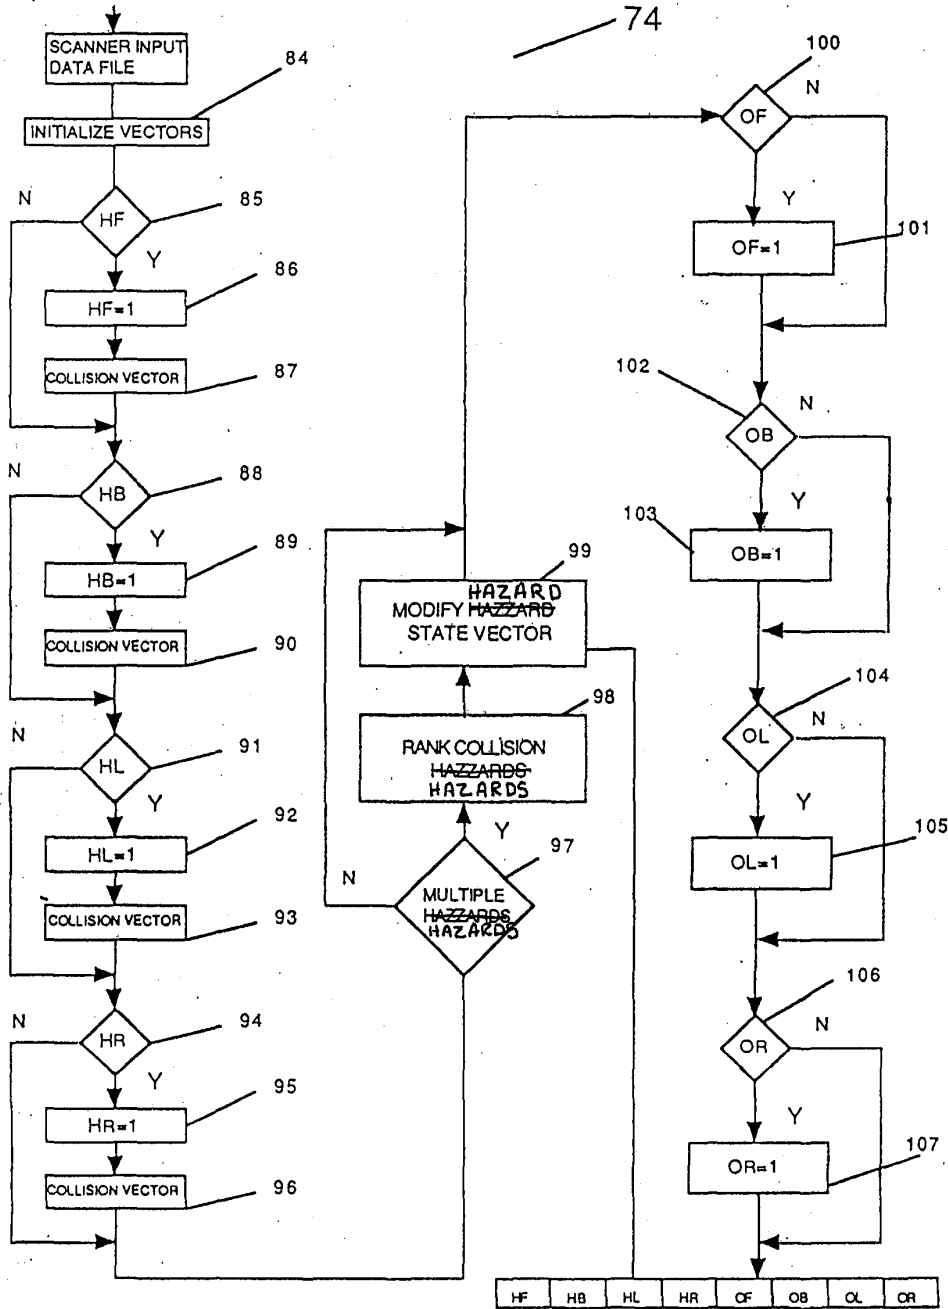 74
SCANNER INPUT
DATA FILE
84
INITIALIZE VECTORS
N
HF
85
Y
86
HF=1
COLLISION VECTOR
87
N
HB
88
Y
89
HB=1
COLLISION VECTOR
90
N
HL
91
Y
92
HL=1
COLLISION VECTOR
93
N
HR
94
Y
95
HR=1
COLLISION VECTOR
96
99
HAZARD
MODIFY HAZZARD
STATE VECTOR
98
RANK COLLISION
HAZZARDS
HAZARDS
Y
97
N
MULTIPLE
HAZZARDS
HAZARDS
100
N
OF
Y
101
OF=1
102
N
OB
Y
103
OB=1
104
N
OL
Y
105
OL=1
106
N
OR
Y
107
OR=1
HF HB HL HR OF OB OL OR